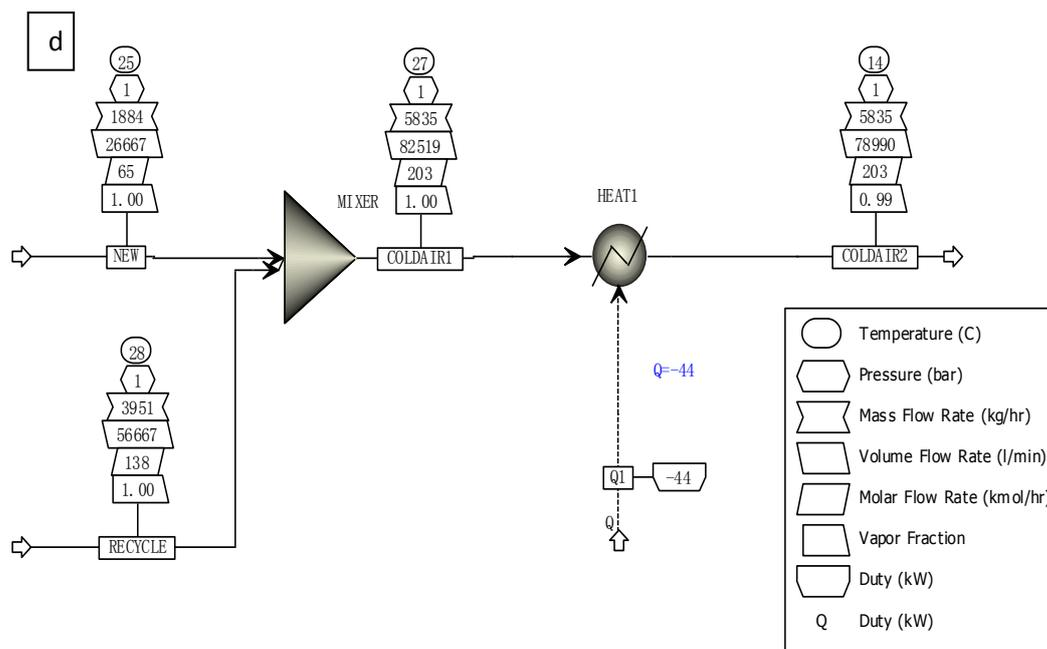 d
25
1
1884
26667
65
1.00
NEW
27
1
5835
82519
203
1.00
MIXER
COLDAIR1
HEAT1
14
1
5835
78990
203
0.99
COLDAIR2
28
1
3951
56667
138
1.00
RECYCLE
Q=-44
Q1
-44
Q
Temperature (C)
Pressure (bar)
Mass Flow Rate (kg/hr)
Volume Flow Rate (l/min)
Molar Flow Rate (kmol/hr)
Vapor Fraction
Duty (kW)
Q Duty (kW)